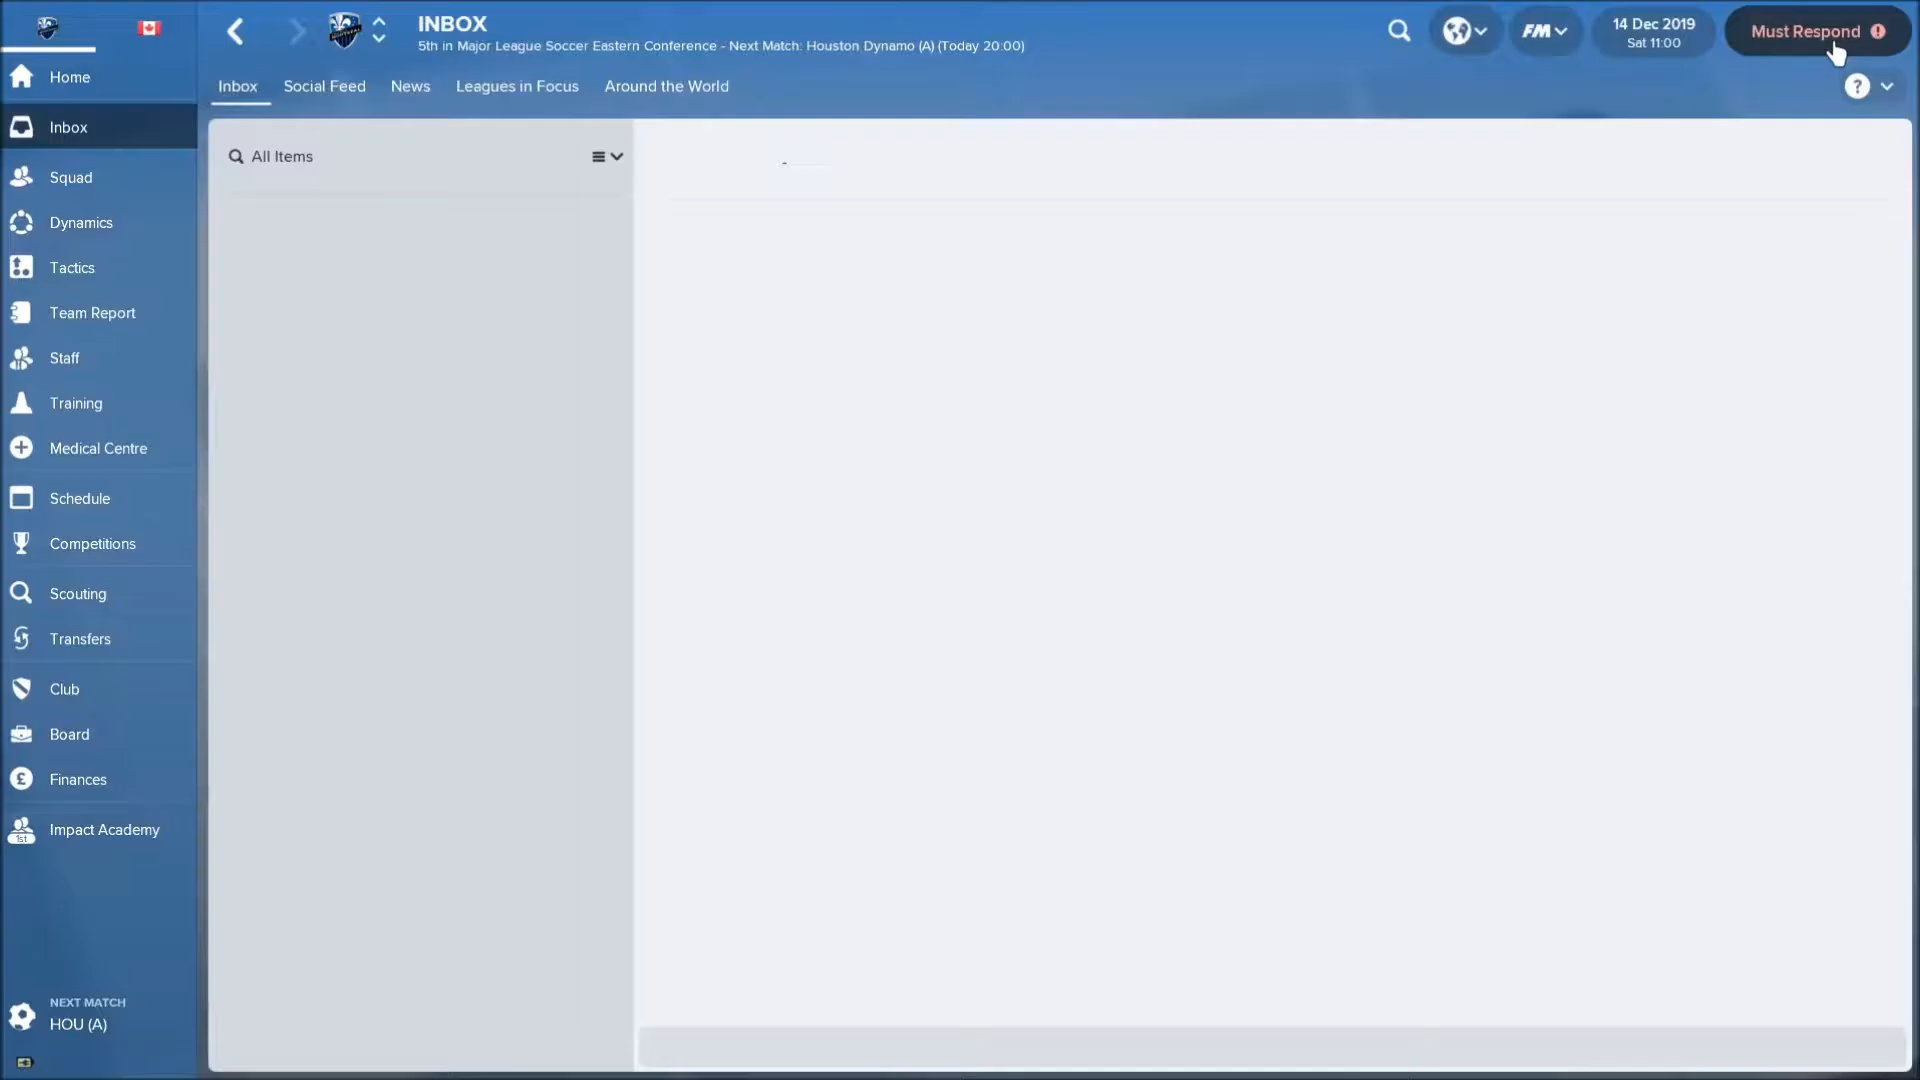 INBOX
5th in Major League Soccer Eastern Conference - Next Match: Houston Dynamo (A) (Today 20:00)
FM
14 Dec 2019
Sat 11:00
Must Respond
Inbox
Social Feed
News
Leagues in Focus
Around the World
?
Home
Inbox
Squad
Dynamics
Tactics
Team Report
Staff
Training
Medical Centre
Schedule
Competitions
Scouting
Transfers
Club
Board
Finances
1st
Impact Academy
NEXT MATCH
HOU (A)
All Items